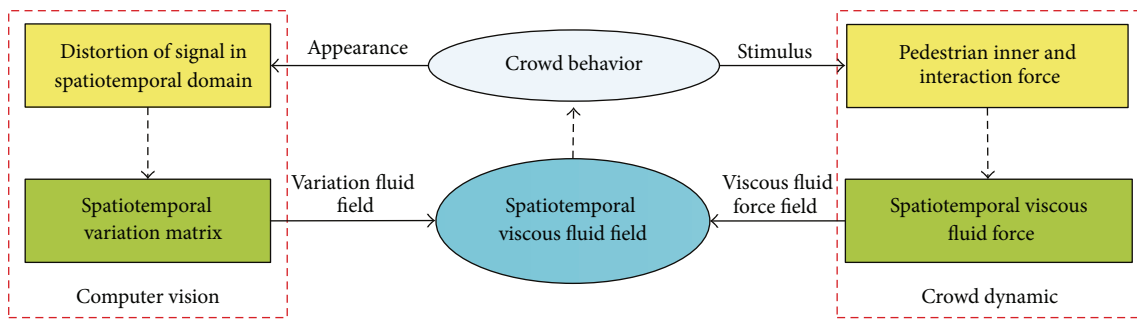 Distortion of signal in
spatiotemporal domain
Appearance
Crowd behavior
Stimulus
Pedestrian inner and
interaction force
Spatiotemporal
variation matrix
Variation fluid
field
Spatiotemporal
viscous fluid field
Viscous fluid
force field
Spatiotemporal viscous
fluid force
Computer vision
Crowd dynamic